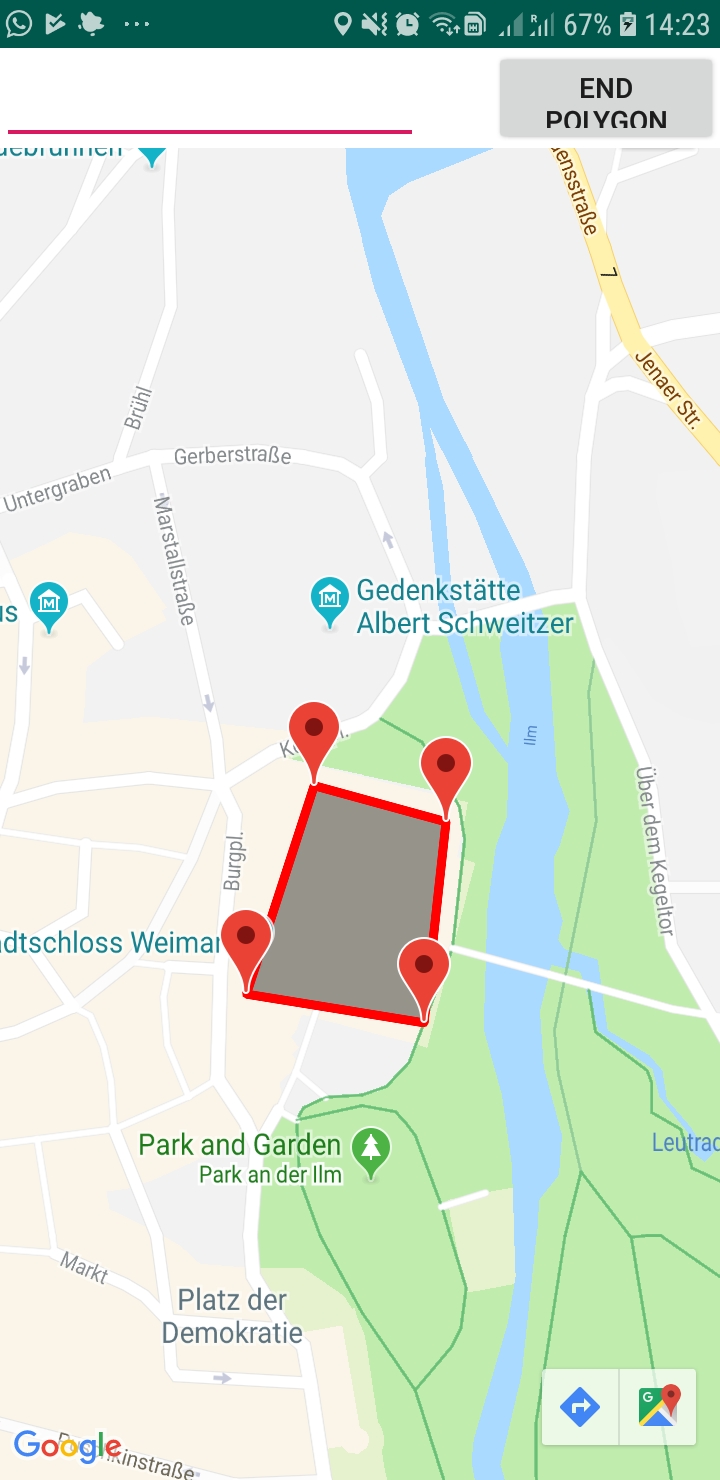 67% 14:23
R
END
POLYGON
7
Jenaer Str.
Brühl
Gerberstraße
Untergraben
Marstallstraße
Gedenkstätte
Albert Schweitzer
M
M
Ilm
Über dem Kegeltor
Burgpl.
Weimar
Park and Garden
Park an der Ilm
Markt
Platz der
Demokratie
G
Google